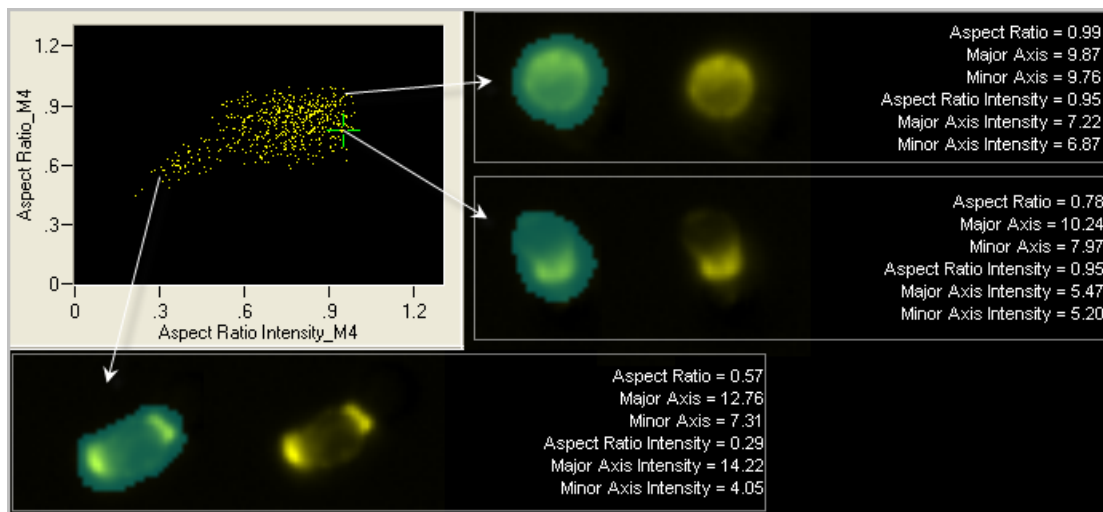 1.2
.9
.6
.3
0
Aspect Ratio_M4
0 .3 .6 .9 1.2
Aspect Ratio Intensity_M4
Aspect Ratio = 0.99
Major Axis = 9.87
Minor Axis = 9.76
Aspect Ratio Intensity = 0.95
Major Axis Intensity = 7.22
Minor Axis Intensity = 6.87
Aspect Ratio = 0.78
Major Axis = 10.24
Minor Axis = 7.97
Aspect Ratio Intensity = 0.95
Major Axis Intensity = 5.47
Minor Axis Intensity = 5.20
Aspect Ratio = 0.57
Major Axis = 12.76
Minor Axis = 7.31
Aspect Ratio Intensity = 0.29
Major Axis Intensity = 14.22
Minor Axis Intensity = 4.05